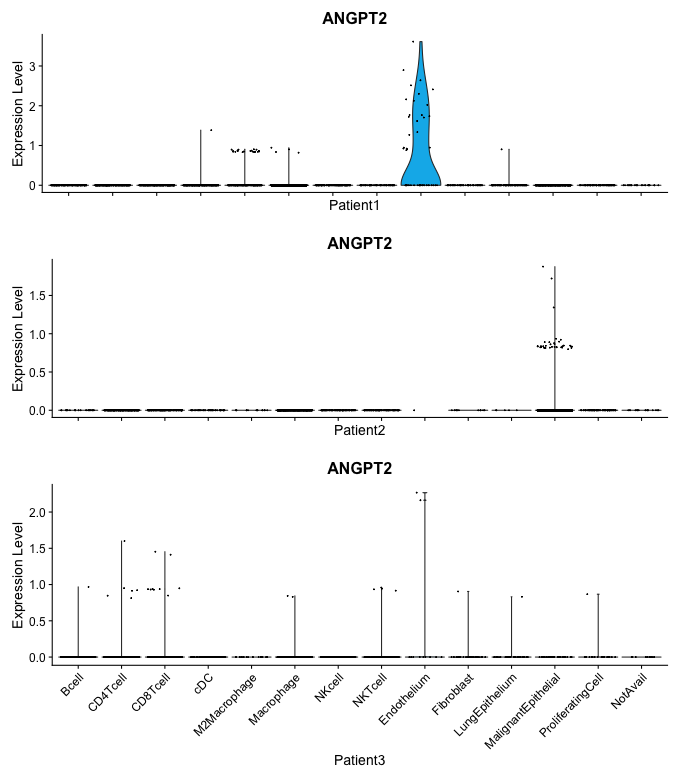 ANGPT2
Expression Level
3
2
1
0
Patient1
ANGPT2
Expression Level
1.5
1.0
0.5
0.0
Patient2
ANGPT2
Expression Level
2.0
1.5
1.0
0.5
0.0
Bcell
CD4Tcell
CD8Tcell
cDC
M2Macrophage
Macrophage
NKcell
NKTcell
Endothelium
Fibroblast
LungEpithelium
MalignantEpithelial
ProliferatingCell
NotAvail
Patient3